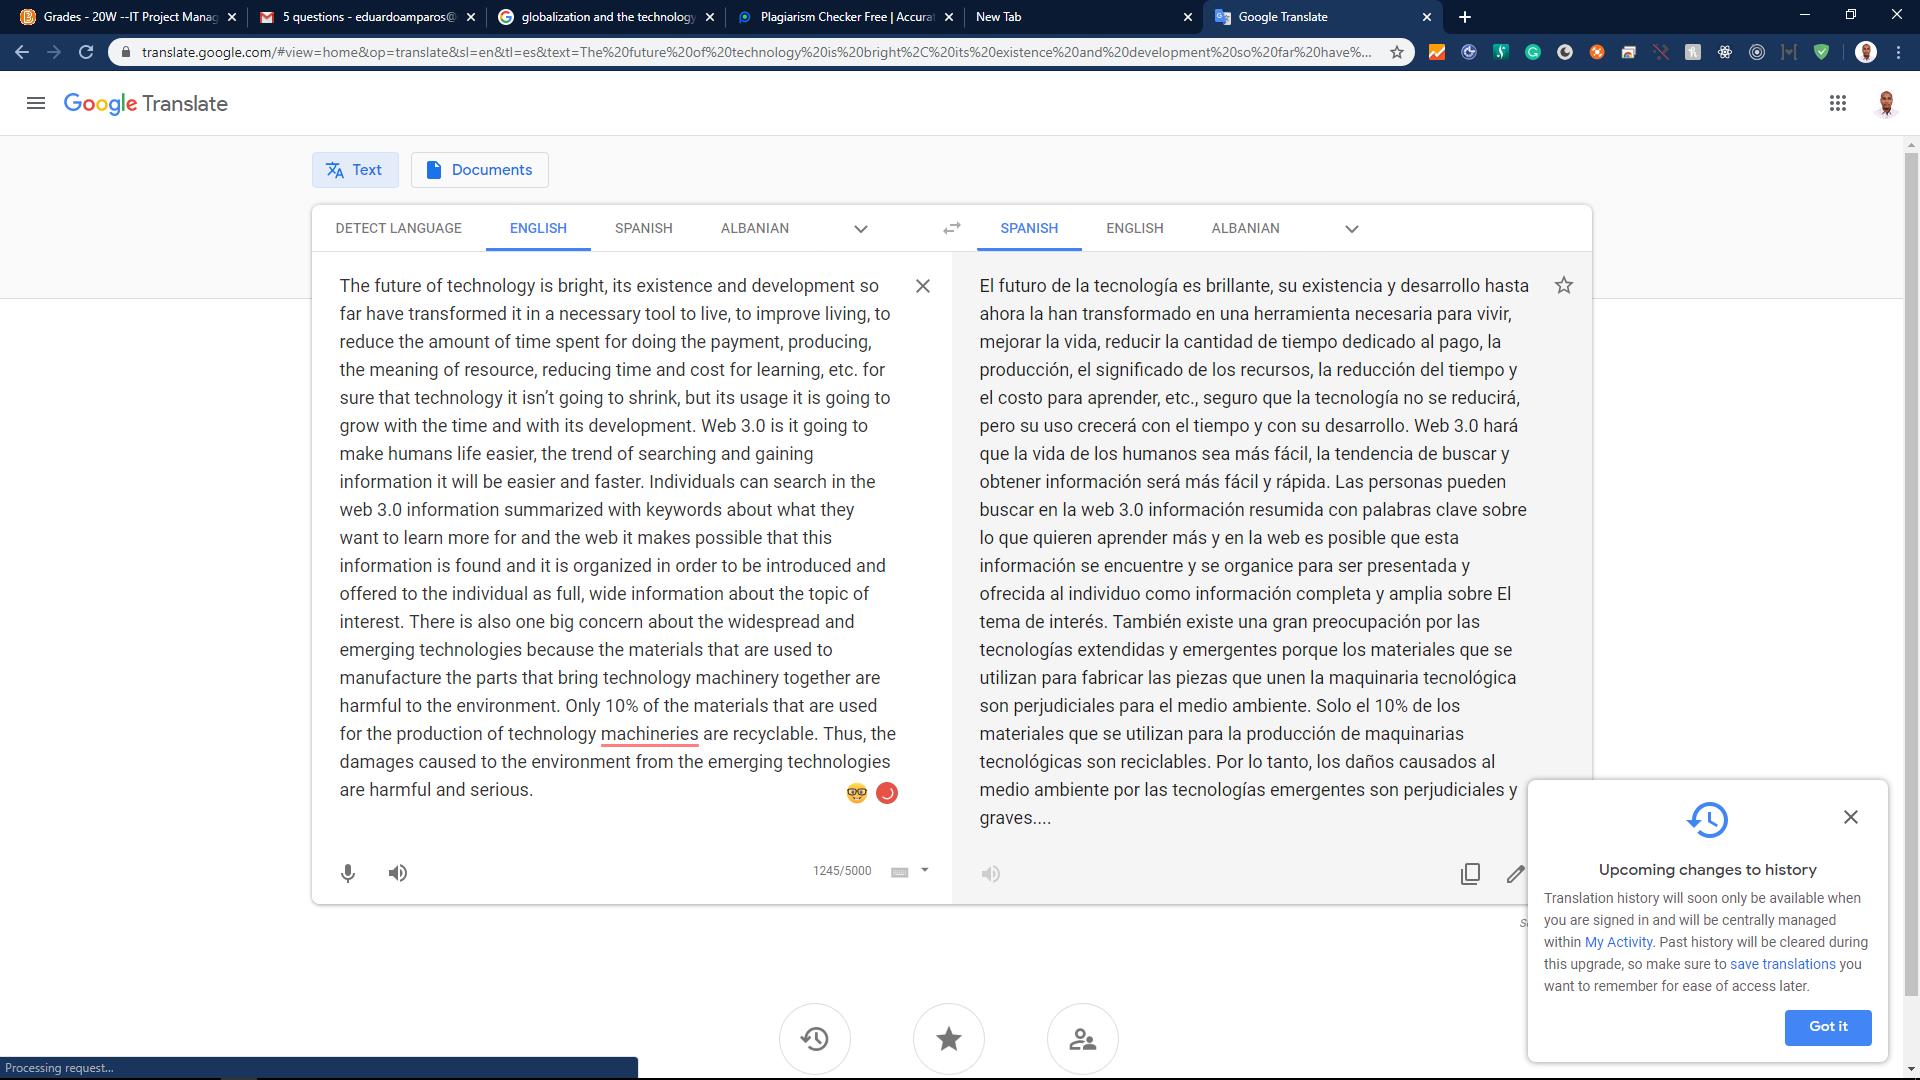 Grades - 20W --IT Project Manag
5 questions - eduardoamparos@
globalization and the technology
Plagiarism Checker Free | Accurat
New Tab
Google Translate
translate.google.com/#view=home&op=translate&sl=en&tl=es&text=The%20future%20of%20technology%20is%20bright%2C%20its%20existence%20and%20development%20so%20far%20have%...
Google Translate
Text
Documents
DETECT LANGUAGE
ENGLISH
SPANISH
ALBANIAN
SPANISH
ENGLISH
ALBANIAN
The future of technology is bright, its existence and development so
far have transformed it in a necessary tool to live, to improve living, to
reduce the amount of time spent for doing the payment, producing,
the meaning of resource, reducing time and cost for learning, etc. for
sure that technology it isn’t going to shrink, but its usage it is going to
grow with the time and with its development. Web 3.0 is it going to
make humans life easier, the trend of searching and gaining
information it will be easier and faster. Individuals can search in the
web 3.0 information summarized with keywords about what they
want to learn more for and the web it makes possible that this
information is found and it is organized in order to be introduced and
offered to the individual as full, wide information about the topic of
interest. There is also one big concern about the widespread and
emerging technologies because the materials that are used to
manufacture the parts that bring technology machinery together are
harmful to the environment. Only 10% of the materials that are used
for the production of technology machineries are recyclable. Thus, the
damages caused to the environment from the emerging technologies
are harmful and serious.
1245/5000
El futuro de la tecnología es brillante, su existencia y desarrollo hasta
ahora la han transformado en una herramienta necesaria para vivir,
mejorar la vida, reducir la cantidad de tiempo dedicado al pago, la
producción, el significado de los recursos, la reducción del tiempo y
el costo para aprender, etc., seguro que la tecnología no se reducirá,
pero su uso crecerá con el tiempo y con su desarrollo. Web 3.0 hará
que la vida de los humanos sea más fácil, la tendencia de buscar y
obtener información será más fácil y rápida. Las personas pueden
buscar en la web 3.0 información resumida con palabras clave sobre
lo que quieren aprender más y en la web es posible que esta
información se encuentre y se organice para ser presentada y
ofrecida al individuo como información completa y amplia sobre El
tema de interés. También existe una gran preocupación por las
tecnologías extendidas y emergentes porque los materiales que se
utilizan para fabricar las piezas que unen la maquinaria tecnológica
son perjudiciales para el medio ambiente. Solo el 10% de los
materiales que se utilizan para la producción de maquinarias
tecnológicas son reciclables. Por lo tanto, los daños causados al
medio ambiente por las tecnologías emergentes son perjudiciales y
graves....
Upcoming changes to history
Translation history will soon only be available when
you are signed in and will be centrally managed
within My Activity. Past history will be cleared during
this upgrade, so make sure to save translations you
want to remember for ease of access later.
Got it
Processing request...